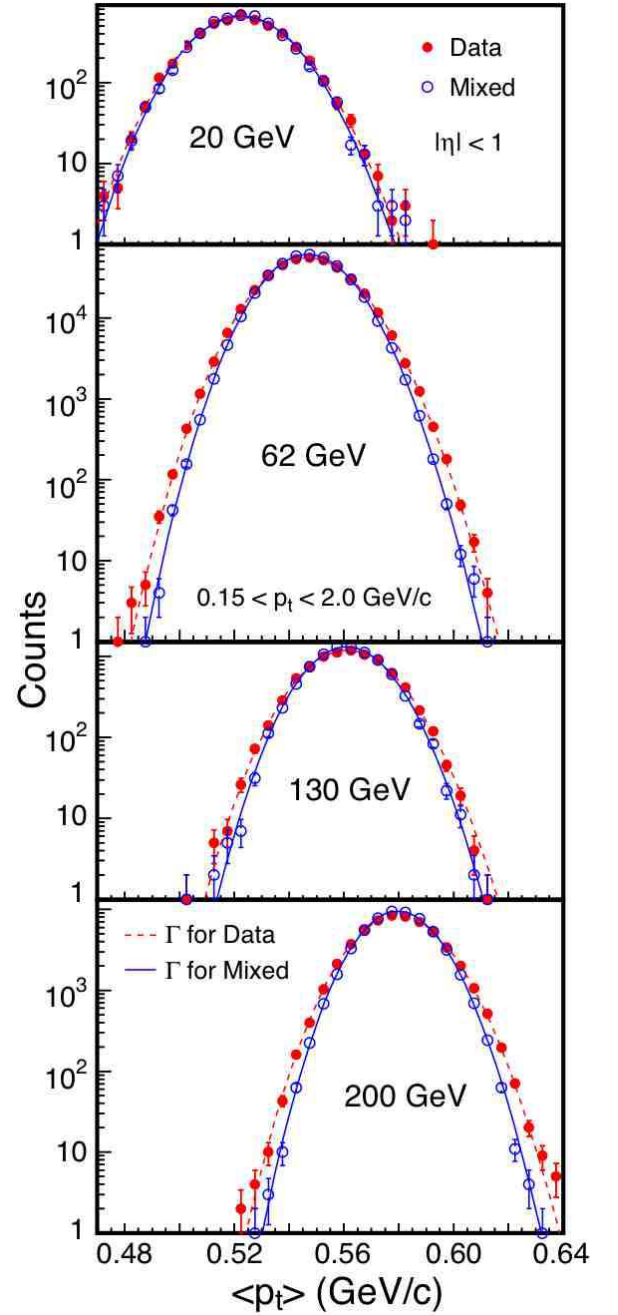 10²
10
1
20 GeV
Data
Mixed
|η| < 1
10⁴
10³
10²
10
1
62 GeV
0.15 < pₜ < 2.0 GeV/c
Counts
10²
10
1
130 GeV
Γ for Data
Γ for Mixed
10³
10²
10
1
200 GeV
0.48 0.52 0.56 0.60 0.64
<pₜ> (GeV/c)